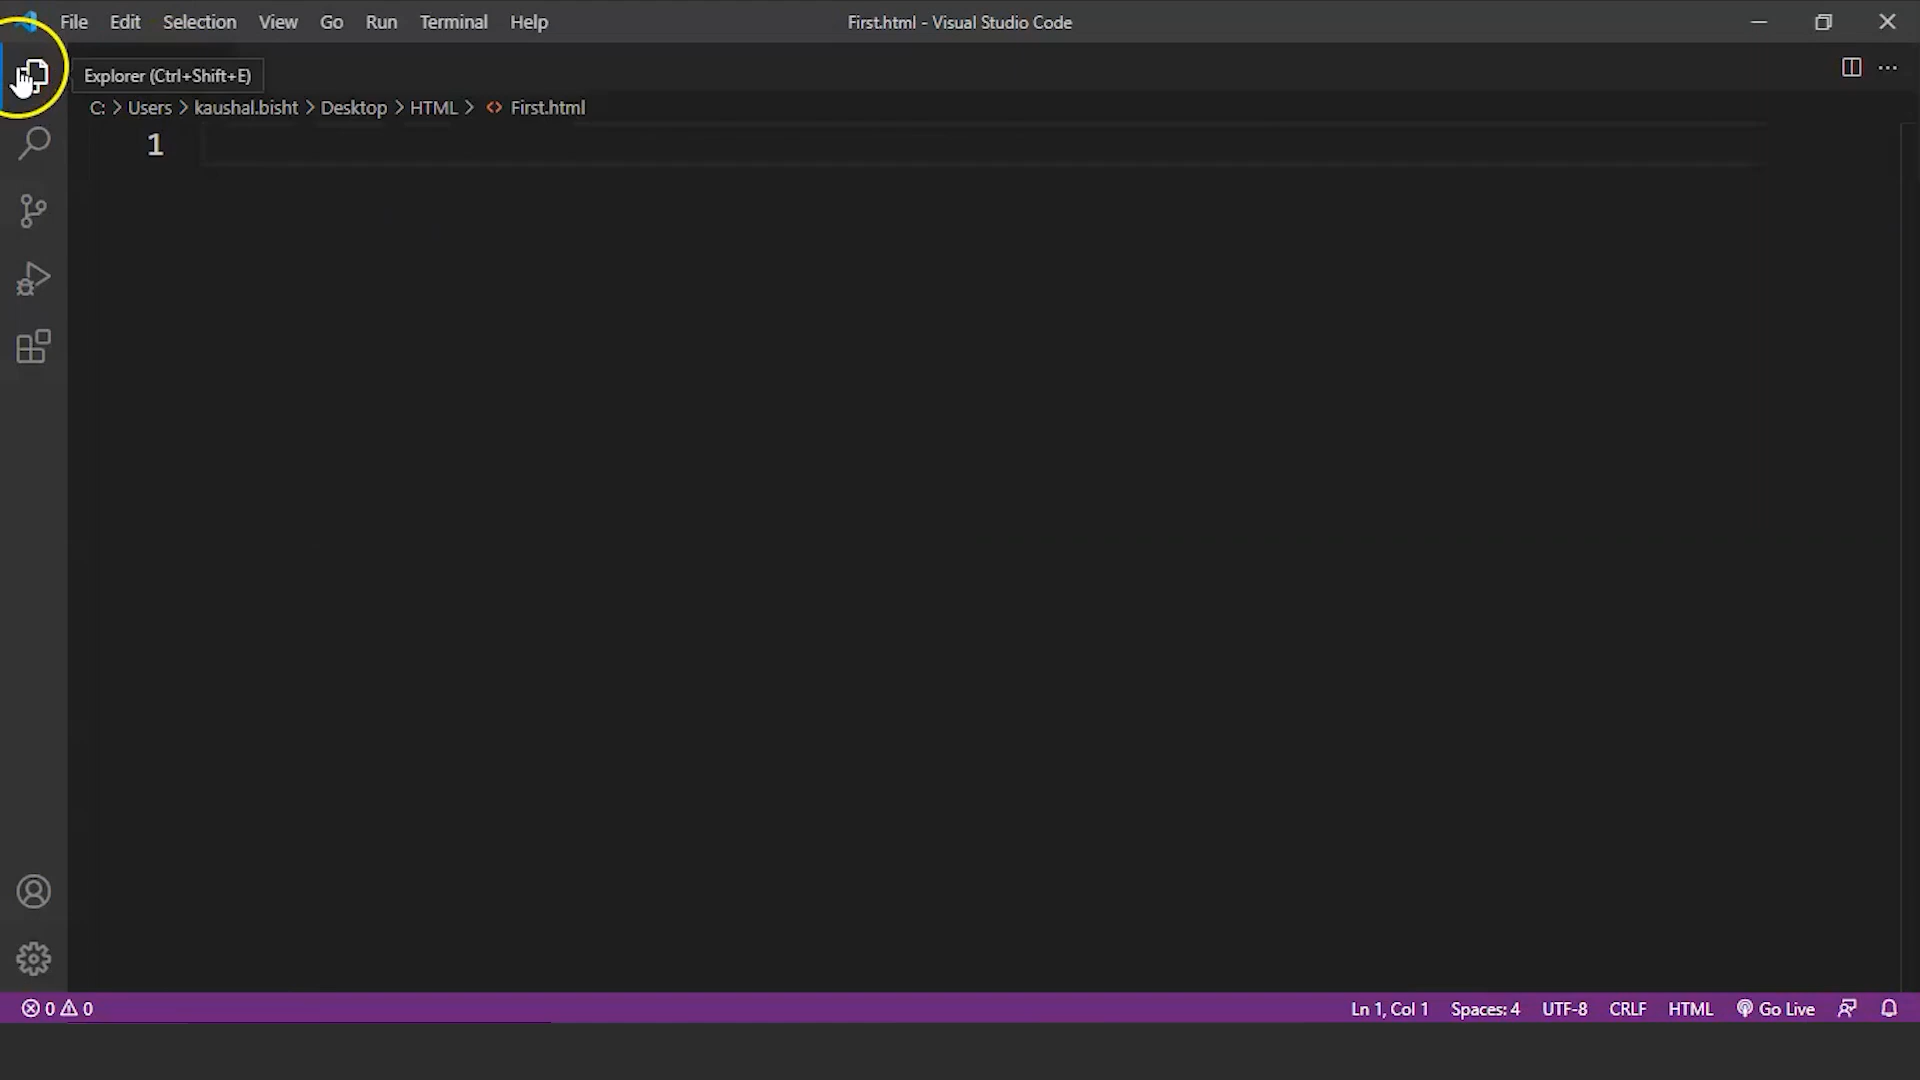 File Edit Selection View Go Run Terminal Help First.html - Visual Studio Code
Explorer (Ctrl+Shift+E)
C: > Users > kaushal.bisht > Desktop > HTML > <> First.html
1
0 0 Ln 1, Col 1 Spaces: 4 UTF-8 CRLF HTML Go Live